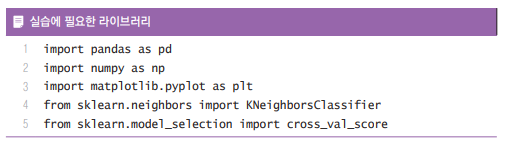 실습에 필요한 라이브러리
1 import pandas as pd
2 import numpy as np
3 import matplotlib.pyplot as plt
4 from sklearn.neighbors import KNeighborsClassifier
5 from sklearn.model_selection import cross_val_score